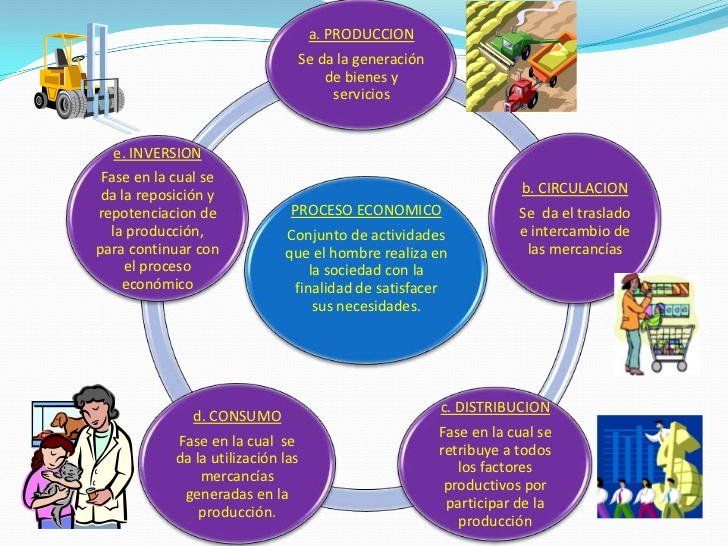 a. PRODUCCION
Se da la generación
de bienes y
servicios
b. CIRCULACION
Se da el traslado
e intercambio de
las mercancías
c. DISTRIBUCION
Fase en la cual se
retribuye a todos
los factores
productivos por
participar de la
producción
d. CONSUMO
Fase en la cual se
da la utilización las
mercancías
generadas en la
producción.
e. INVERSION
Fase en la cual se
da la reposición y
repotenciacion de
la producción,
para continuar con
el proceso
económico
PROCESO ECONOMICO
Conjunto de actividades
que el hombre realiza en
la sociedad con la
finalidad de satisfacer
sus necesidades.